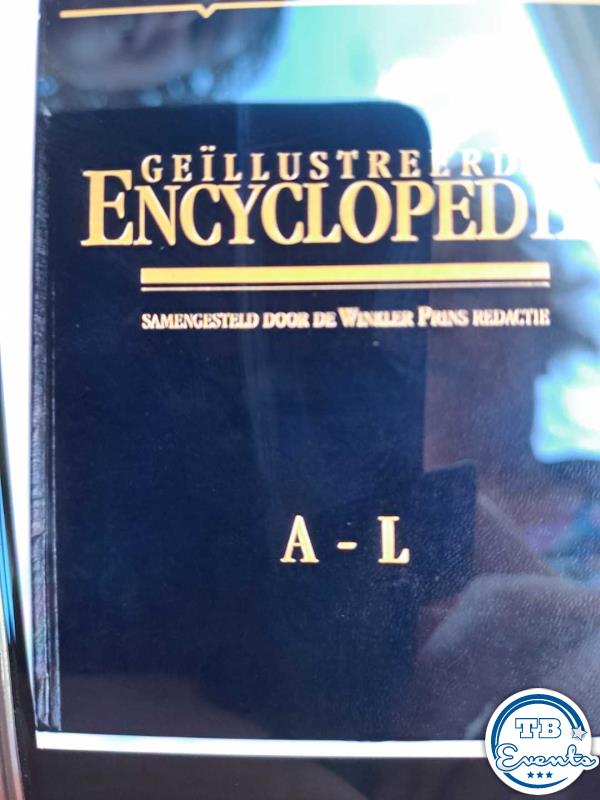 GEÏLLUSTREERD
ENCYCLOPEDI
SAMENGESTELD DOOR DE WINKLER PRINS REDACTIE
A - L
TB
Events